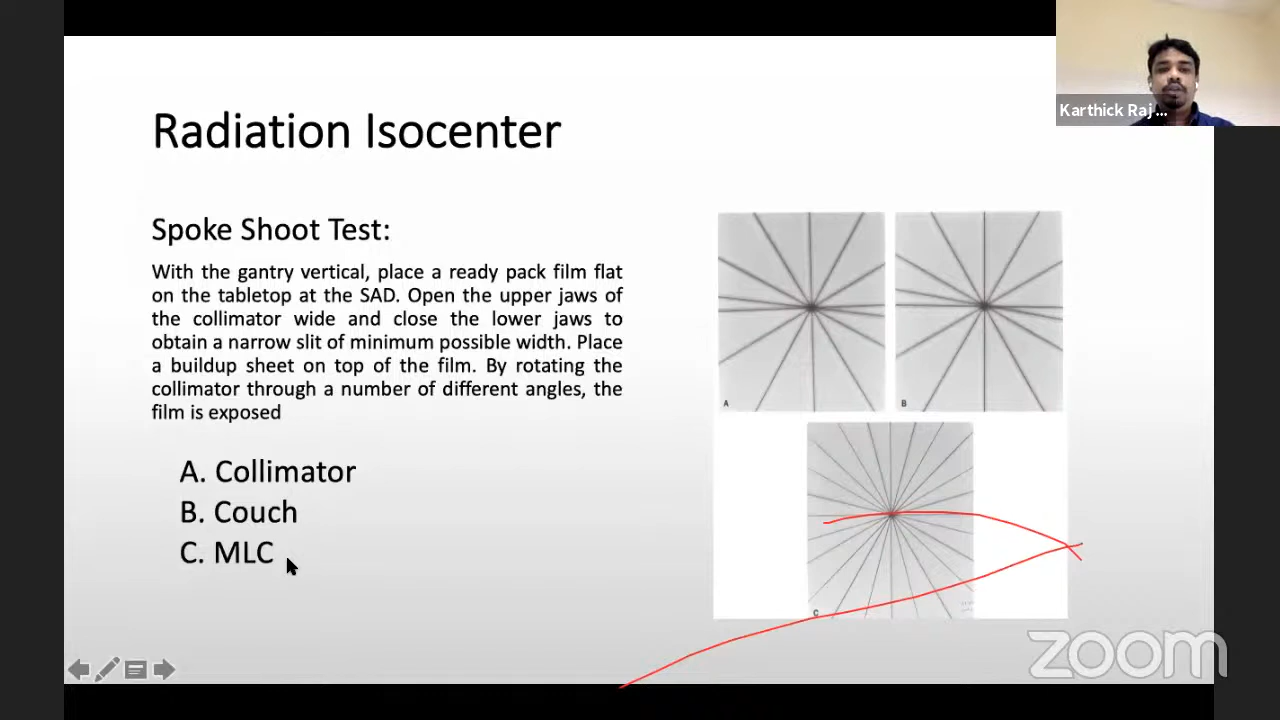 Karthick Raj...
Radiation Isocenter
Spoke Shoot Test:
With the gantry vertical, place a ready pack film flat
on the tabletop at the SAD. Open the upper jaws of
the collimator wide and close the lower jaws to
obtain a narrow slit of minimum possible width. Place
a buildup sheet on top of the film. By rotating the
collimator through a number of different angles, the
film is exposed
A. Collimator
B. Couch
C. MLC
A
B
C
zoom